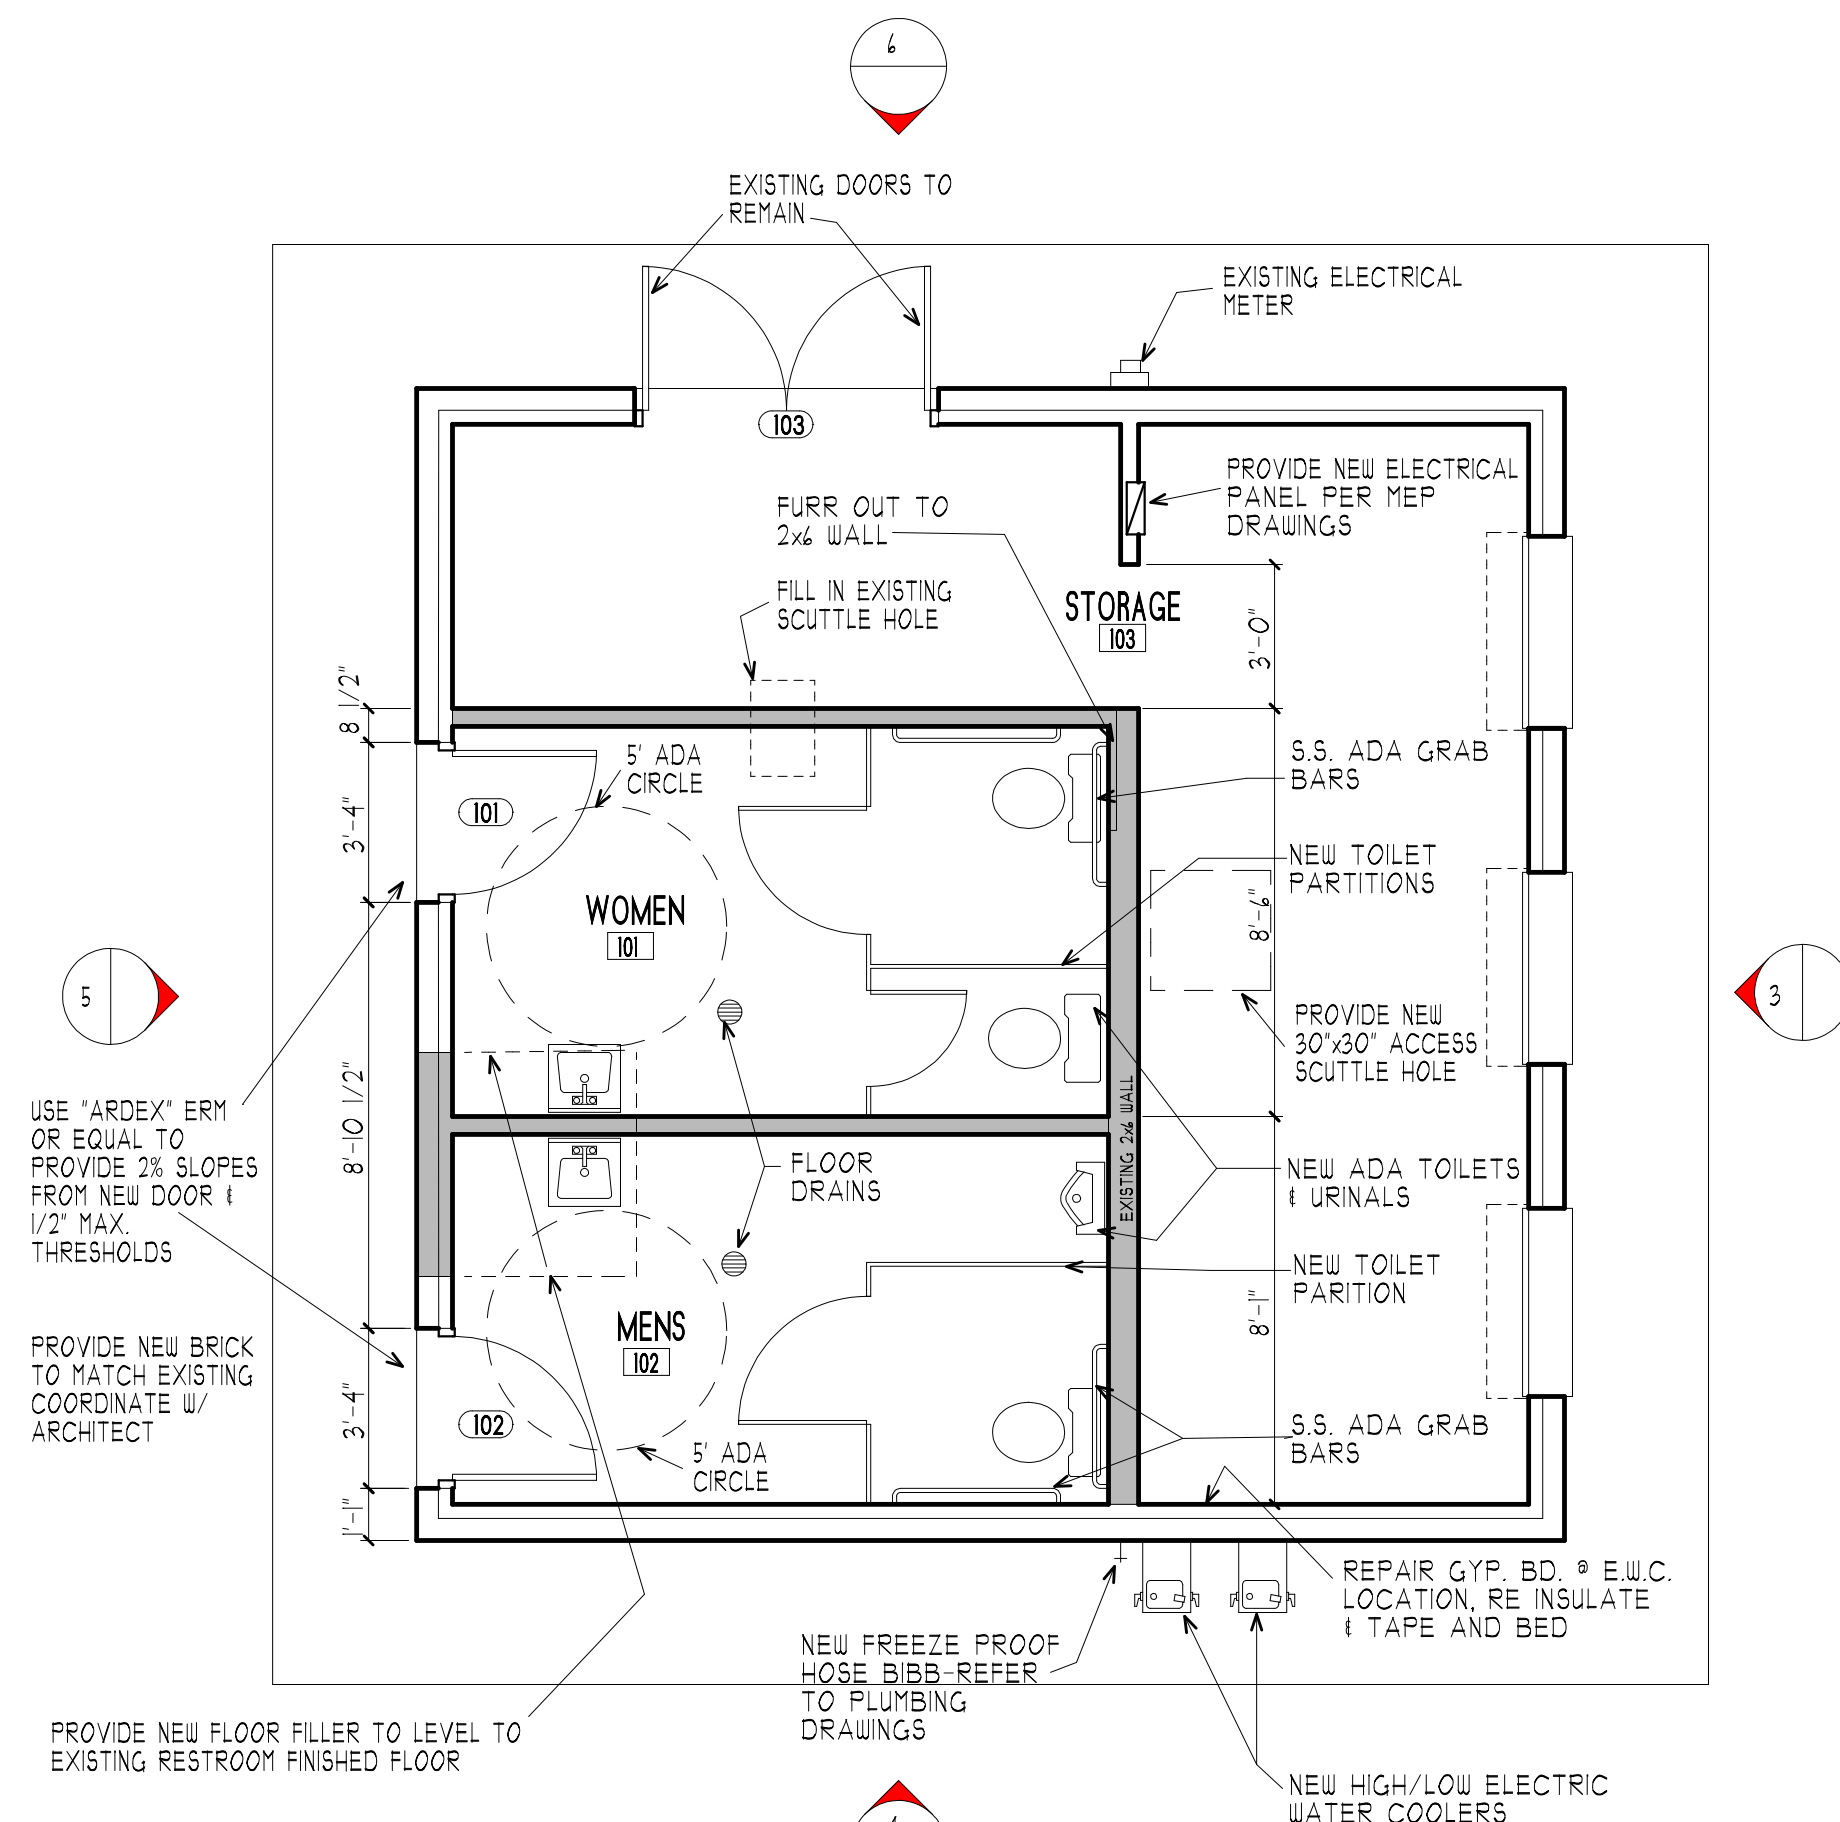 6
EXISTING DOORS TO
REMAIN
EXISTING ELECTRICAL
METER
103
PROVIDE NEW ELECTRICAL
PANEL PER MEP
DRAWINGS
FURR OUT TO
2x6 WALL
FILL IN EXISTING
SCUTTLE HOLE
STORAGE
103
3'-0"
8 1/2"
5' ADA
CIRCLE
S.S. ADA GRAB
BARS
101
3'-4"
NEW TOILET
PARTITIONS
WOMEN
101
8'-6"
5
3
PROVIDE NEW
30"x30" ACCESS
SCUTTLE HOLE
USE "ARDEX" ERM
OR EQUAL TO
PROVIDE 2% SLOPES
FROM NEW DOOR &
1/2" MAX.
THRESHOLDS
8'-10 1/2"
FLOOR
DRAINS
EXISTING 2x6 WALL
NEW ADA TOILETS
& URINALS
NEW TOILET
PARITION
8'-1"
MENS
102
PROVIDE NEW BRICK
TO MATCH EXISTING
COORDINATE W/
ARCHITECT
3'-4"
102
5' ADA
CIRCLE
S.S. ADA GRAB
BARS
1'-1"
REPAIR GYP. BD. @ E.W.C.
LOCATION, RE INSULATE
& TAPE AND BED
NEW FREEZE PROOF
HOSE BIBB-REFER
TO PLUMBING
DRAWINGS
PROVIDE NEW FLOOR FILLER TO LEVEL TO
EXISTING RESTROOM FINISHED FLOOR
NEW HIGH/LOW ELECTRIC
WATER COOLERS